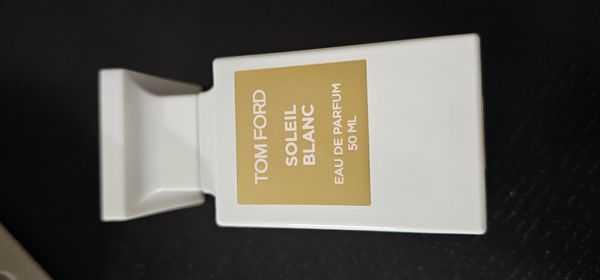 TOM FORD
SOLEIL
BLANC
EAU DE PARFUM
50 ML